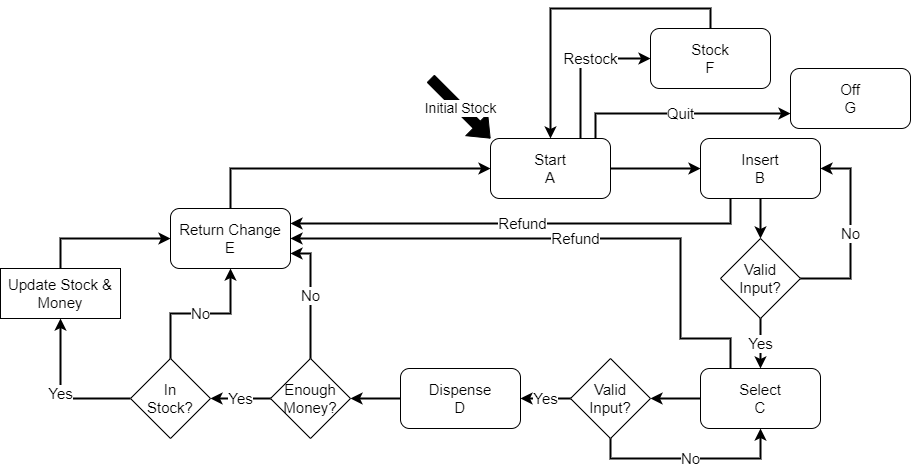 Stock
F
Restock
Off
G
Initial Stock
Quit
Start
A
Insert
B
Return Change
E
Refund
Refund
No
Valid
Input?
Update Stock &
Money
No
No
Yes
In
Stock?
Yes
Yes
Enough
Money?
Dispense
D
Yes
Valid
Input?
Select
C
No